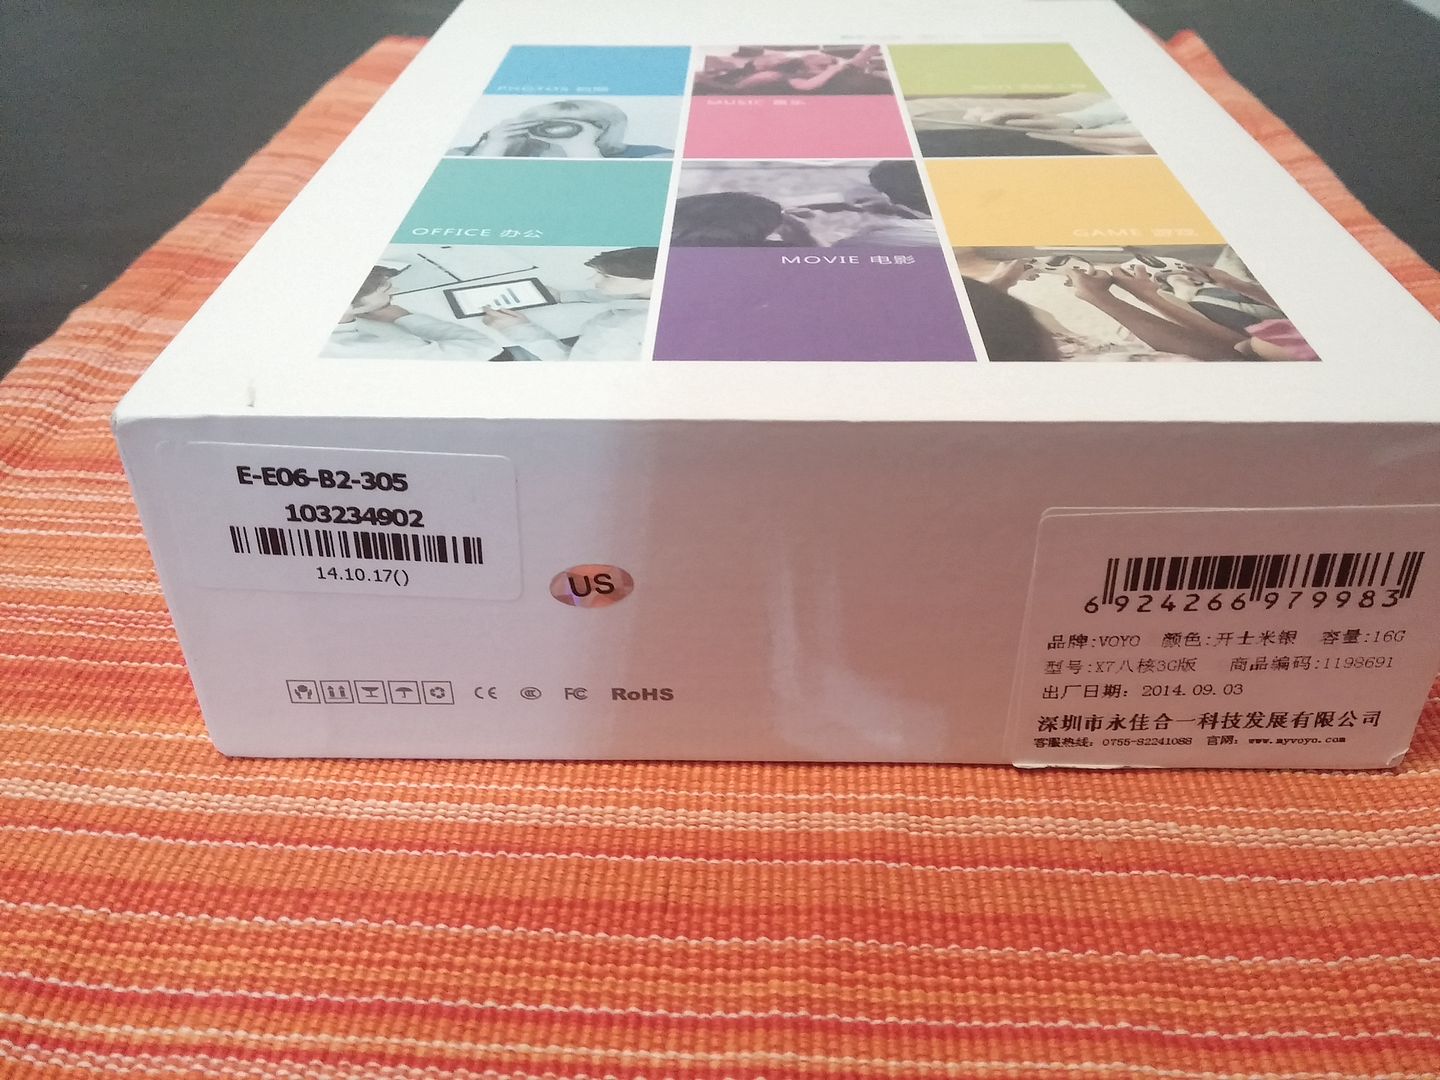 PHOTOS
MUSIC 音乐
OFFICE 办公
MOVIE 电影
GAME 游戏
E-E06-B2-305
103234902
14.10.17()
US
CE
FC
RoHS
6924266979983
品牌:VOYO 颜色:开士米银 容量:16G
型号:X7八核3G版 商品编码:1198691
出厂日期: 2014.09.03
深圳市永佳合一科技发展有限公司
客服热线: 0755-82241088 官网: www.myvoyo.com